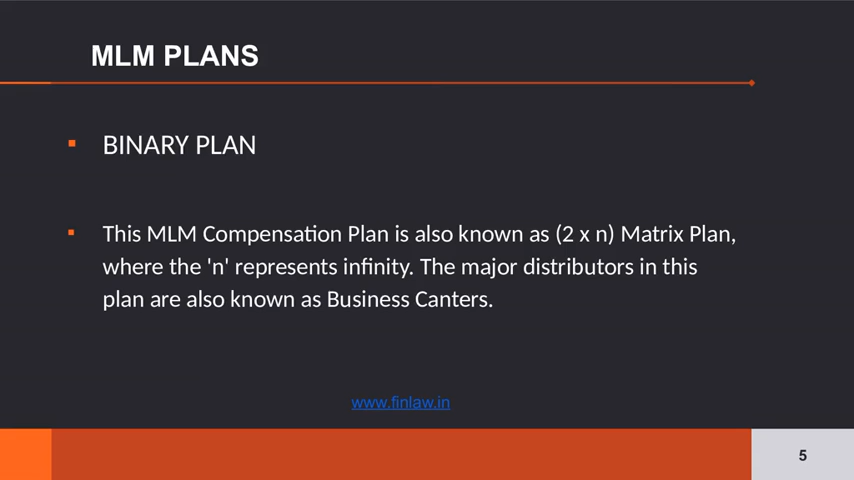 MLM PLANS
▪ BINARY PLAN
▪ This MLM Compensation Plan is also known as (2 x n) Matrix Plan,
where the 'n' represents infinity. The major distributors in this
plan are also known as Business Canters.
www.finlaw.in
5